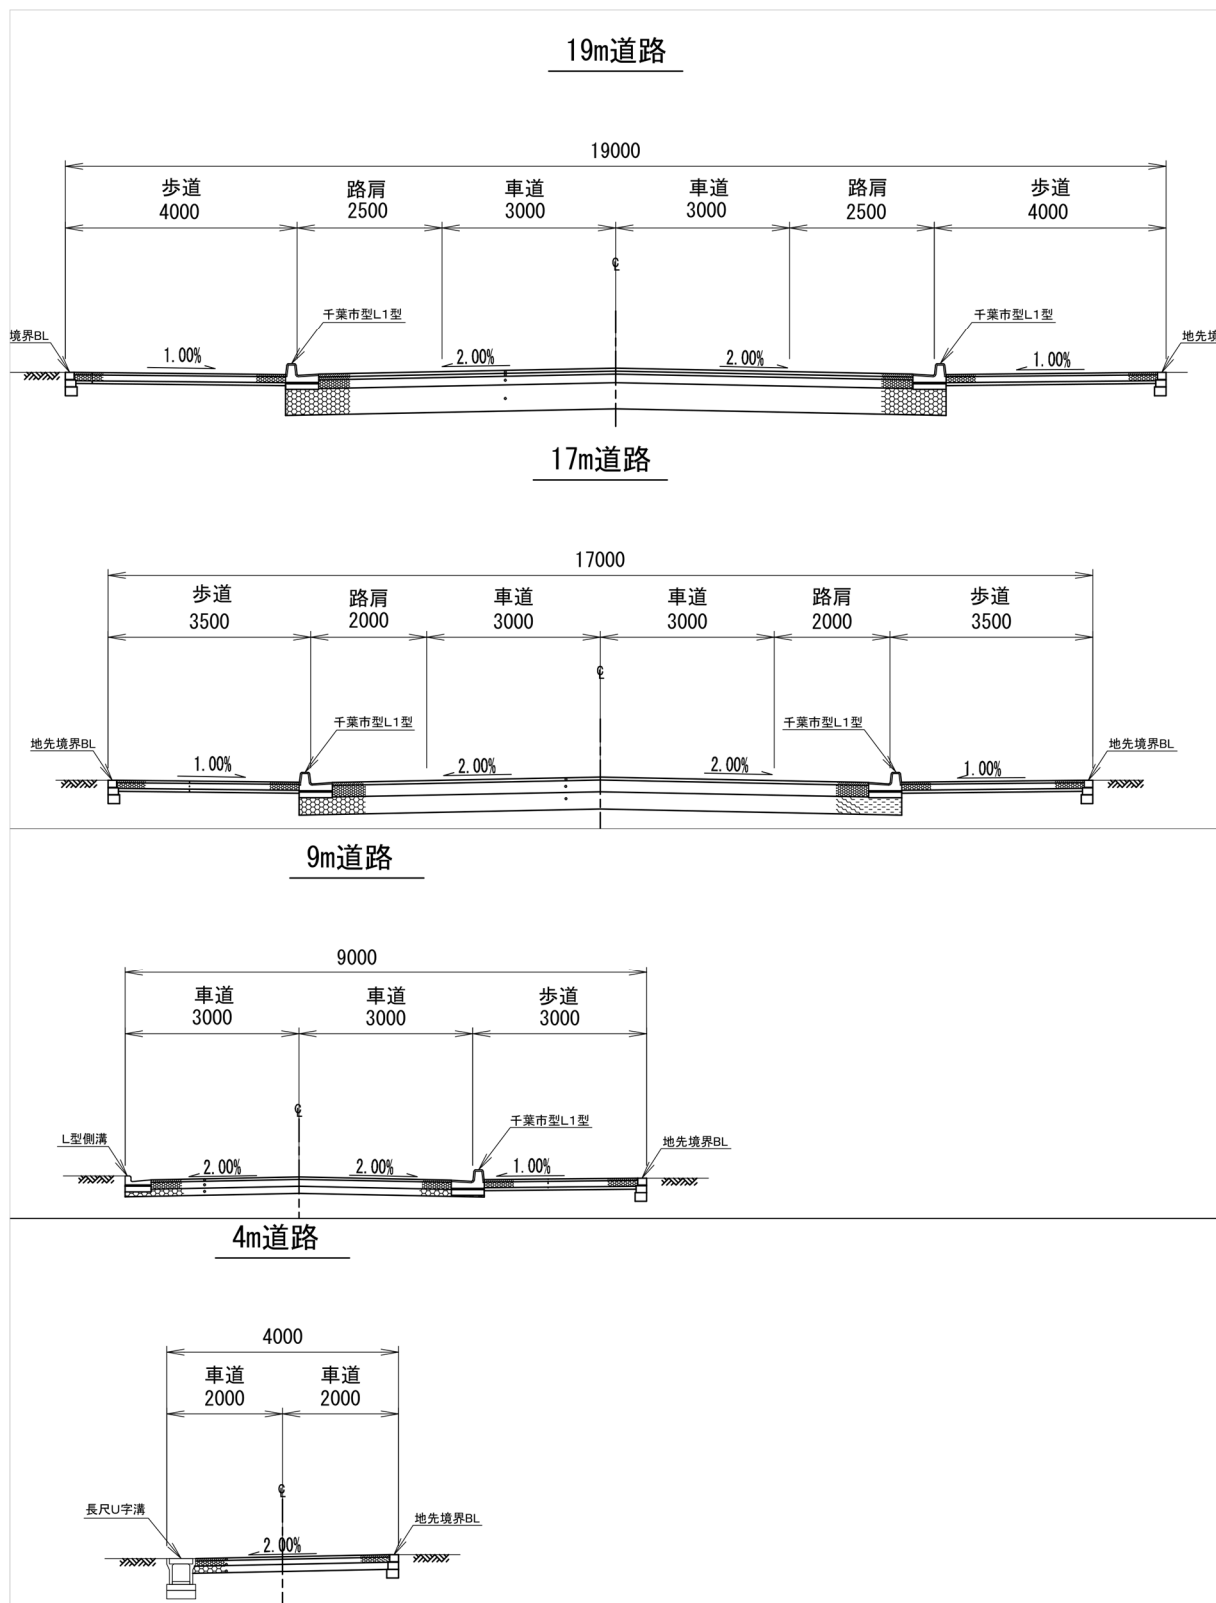 19m道路
19000
歩道 路肩 車道 車道 路肩 歩道
4000 2500 3000 3000 2500 4000
℄
千葉市型L1型 千葉市型L1型
境界BL 地先境
1.00% 2.00% 2.00% 1.00%
17m道路
17000
歩道 路肩 車道 車道 路肩 歩道
3500 2000 3000 3000 2000 3500
℄
千葉市型L1型 千葉市型L1型
地先境界BL 地先境界BL
1.00% 2.00% 2.00% 1.00%
9m道路
9000
車道 車道 歩道
3000 3000 3000
℄
千葉市型L1型
L型側溝 地先境界BL
2.00% 2.00% 1.00%
4m道路
4000
車道 車道
2000 2000
℄
長尺U字溝 地先境界BL
2.00%